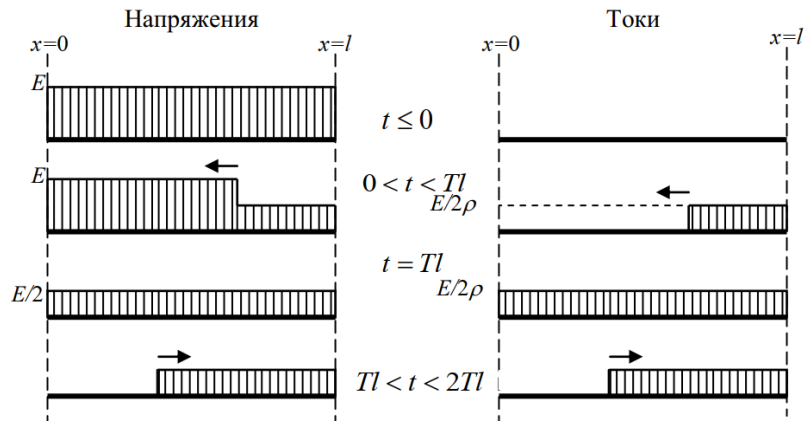 Напряжения Токи
x=0 x=l x=0 x=l
E
t ≤ 0
E 0 < t < Tl
E/2ρ
t = Tl
E/2 E/2ρ
Tl < t < 2Tl